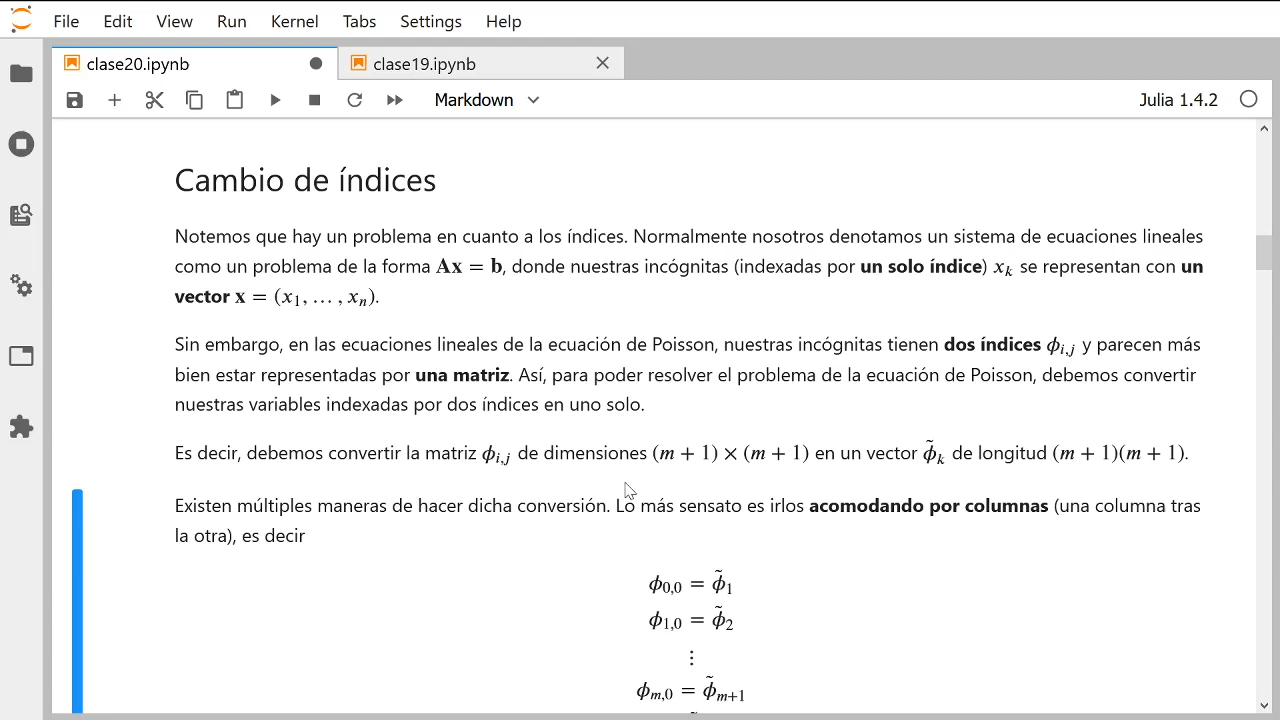 File Edit View Run Kernel Tabs Settings Help
clase20.ipynb
clase19.ipynb
Markdown
Julia 1.4.2
Cambio de índices
Notemos que hay un problema en cuanto a los índices. Normalmente nosotros denotamos un sistema de ecuaciones lineales
como un problema de la forma Ax = b, donde nuestras incógnitas (indexadas por un solo índice) x_k se representan con un
vector x = (x_1, … , x_n).
Sin embargo, en las ecuaciones lineales de la ecuación de Poisson, nuestras incógnitas tienen dos índices ϕ_{i,j} y parecen más
bien estar representadas por una matriz. Así, para poder resolver el problema de la ecuación de Poisson, debemos convertir
nuestras variables indexadas por dos índices en uno solo.
Es decir, debemos convertir la matriz ϕ_{i,j} de dimensiones (m + 1) × (m + 1) en un vector ϕ̃_k de longitud (m + 1)(m + 1).
Existen múltiples maneras de hacer dicha conversión. Lo más sensato es irlos acomodando por columnas (una columna tras
la otra), es decir
ϕ_{0,0} = ϕ̃_1
ϕ_{1,0} = ϕ̃_2
⋮
ϕ_{m,0} = ϕ̃_{m+1}